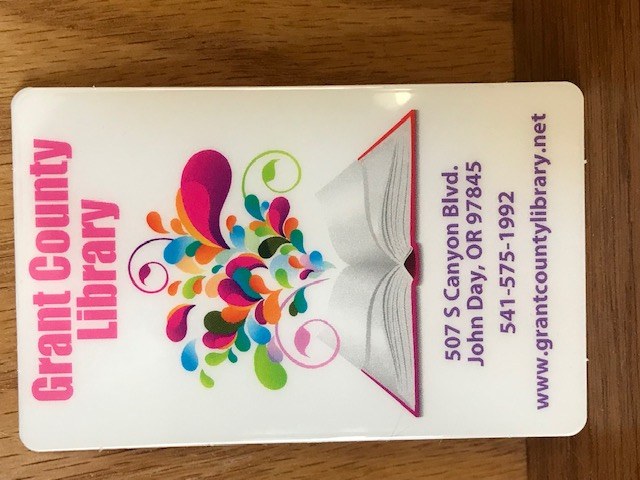 Grant County
Library
507 S Canyon Blvd.
John Day, OR 97845
541-575-1992
www.grantcountylibrary.net